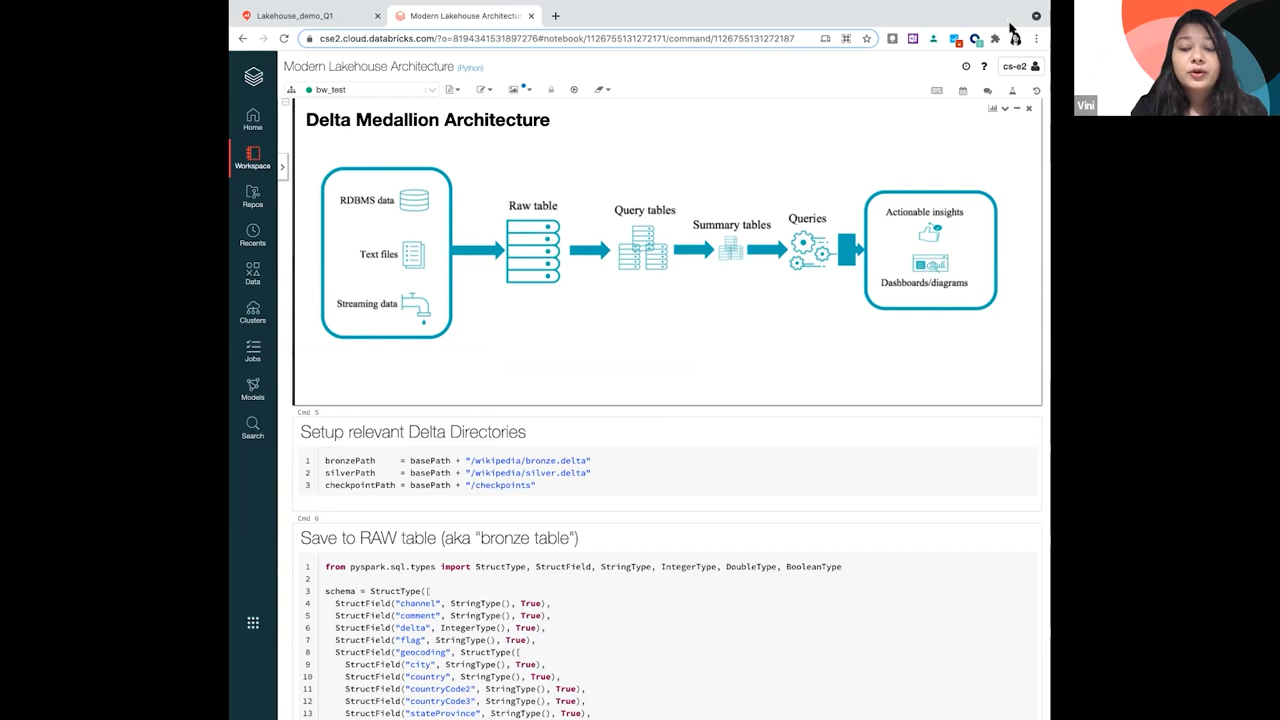 Lakehouse_demo_Q1
Modern Lakehouse Architectur
cse2.cloud.databricks.com/?o=8194341531897276#notebook/1126755131272171/command/1126755131272187
Modern Lakehouse Architecture (Python)
cs-e2
bw_test
Home
Workspace
Repos
Recents
Data
Clusters
Jobs
Models
Search
Delta Medallion Architecture
RDBMS data
Text files
Streaming data
Raw table
Query tables
Summary tables
Queries
Actionable insights
Dashboards/diagrams
Cmd 5
Setup relevant Delta Directories
1 bronzePath = basePath + "/wikipedia/bronze.delta"
2 silverPath = basePath + "/wikipedia/silver.delta"
3 checkpointPath = basePath + "/checkpoints"
Cmd 6
Save to RAW table (aka "bronze table")
1 from pyspark.sql.types import StructType, StructField, StringType, IntegerType, DoubleType, BooleanType
2
3 schema = StructType([
4 StructField("channel", StringType(), True),
5 StructField("comment", StringType(), True),
6 StructField("delta", IntegerType(), True),
7 StructField("flag", StringType(), True),
8 StructField("geocoding", StructType([
9 StructField("city", StringType(), True),
10 StructField("country", StringType(), True),
11 StructField("countryCode2", StringType(), True),
12 StructField("countryCode3", StringType(), True),
13 StructField("stateProvince", StringType(), True),
Vini